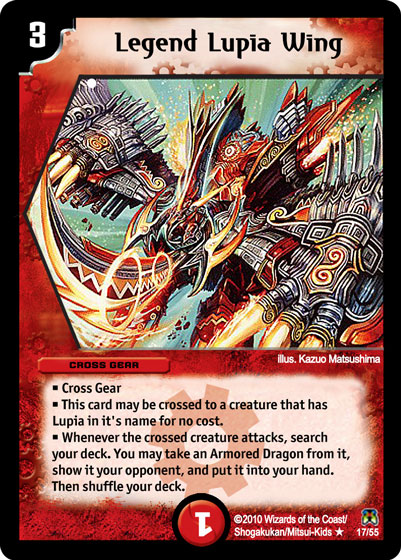 3
Legend Lupia Wing
illus. Kazuo Matsushima
CROSS GEAR
▪ Cross Gear
▪ This card may be crossed to a creature that has
Lupia in it's name for no cost.
▪ Whenever the crossed creature attacks, search
your deck. You may take an Armored Dragon from it,
show it your opponent, and put it into your hand.
Then shuffle your deck.
1
©2010 Wizards of the Coast/
Shogakukan/Mitsui-Kids ★ 17/55